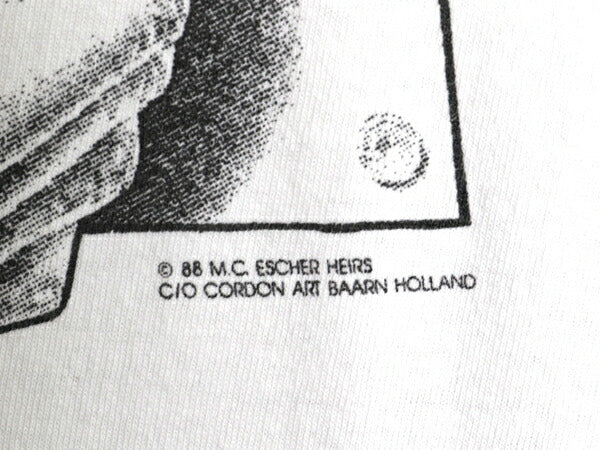 © 88 M.C. ESCHER HEIRS
C/O CORDON ART BAARN HOLLAND